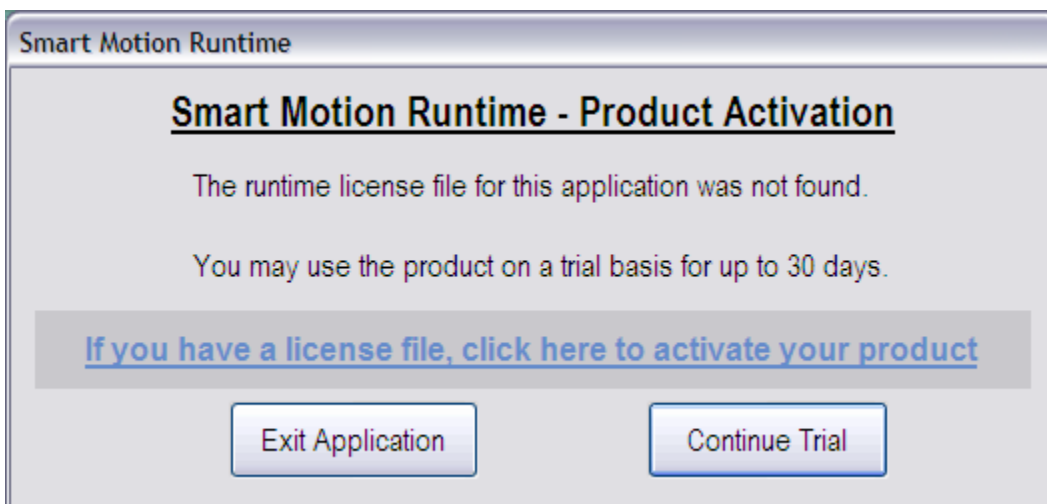 Smart Motion Runtime
Smart Motion Runtime - Product Activation
The runtime license file for this application was not found.
You may use the product on a trial basis for up to 30 days.
If you have a license file, click here to activate your product
Exit Application Continue Trial